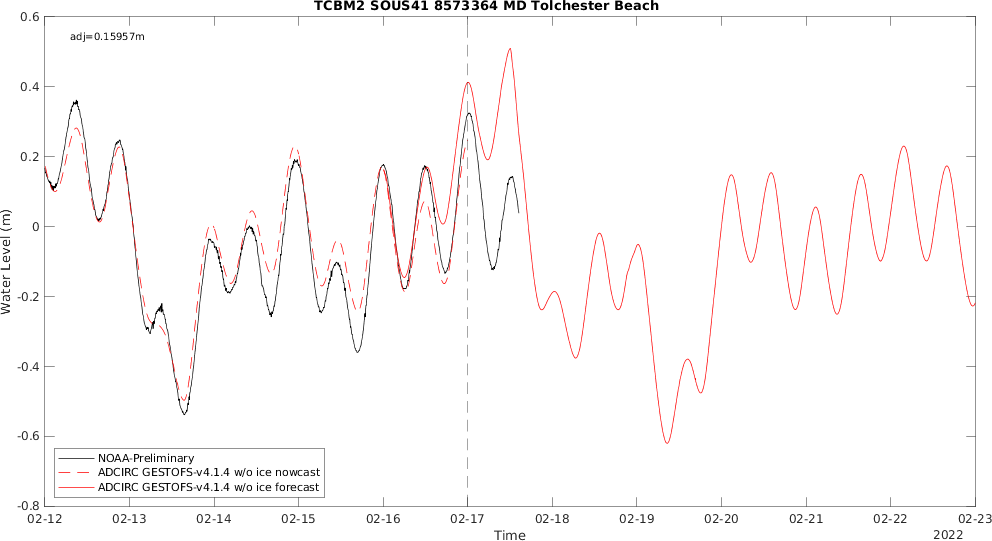 TCBM2 SOUS41 8573364 MD Tolchester Beach
adj=0.15957m
0.6
0.4
0.2
0
-0.2
-0.4
-0.6
-0.8
Water Level (m)
NOAA-Preliminary
ADCIRC GESTOFS-v4.1.4 w/o ice nowcast
ADCIRC GESTOFS-v4.1.4 w/o ice forecast
02-12 02-13 02-14 02-15 02-16 02-17 02-18 02-19 02-20 02-21 02-22 02-23
Time
2022